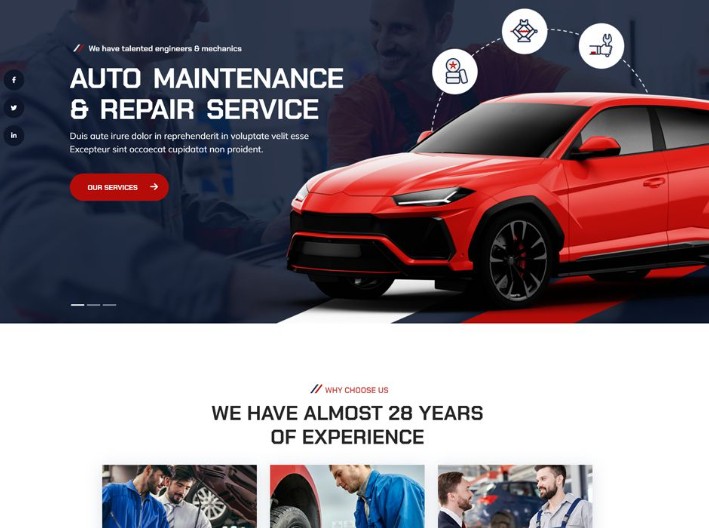 We have talented engineers & mechanics
AUTO MAINTENANCE
& REPAIR SERVICE
Duis aute irure dolor in reprehenderit in voluptate velit esse
Excepteur sint occaecat cupidatat non proident.
OUR SERVICES
WHY CHOOSE US
WE HAVE ALMOST 28 YEARS
OF EXPERIENCE